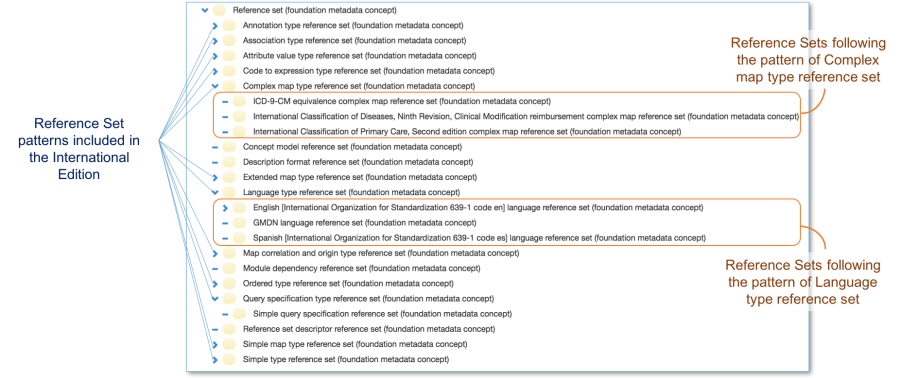 Reference set (foundation metadata concept)
Annotation type reference set (foundation metadata concept)
Association type reference set (foundation metadata concept)
Attribute value type reference set (foundation metadata concept)
Code to expression type reference set (foundation metadata concept)
Complex map type reference set (foundation metadata concept)
ICD-9-CM equivalence complex map reference set (foundation metadata concept)
International Classification of Diseases, Ninth Revision, Clinical Modification reimbursement complex map reference set (foundation metadata concept)
International Classification of Primary Care, Second edition complex map reference set (foundation metadata concept)
Concept model reference set (foundation metadata concept)
Description format reference set (foundation metadata concept)
Extended map type reference set (foundation metadata concept)
Language type reference set (foundation metadata concept)
English [International Organization for Standardization 639-1 code en] language reference set (foundation metadata concept)
GMDN language reference set (foundation metadata concept)
Spanish [International Organization for Standardization 639-1 code es] language reference set (foundation metadata concept)
Map correlation and origin type reference set (foundation metadata concept)
Module dependency reference set (foundation metadata concept)
Ordered type reference set (foundation metadata concept)
Query specification type reference set (foundation metadata concept)
Simple query specification reference set (foundation metadata concept)
Reference set descriptor reference set (foundation metadata concept)
Simple map type reference set (foundation metadata concept)
Simple type reference set (foundation metadata concept)
Reference Set
patterns included in
the International
Edition
Reference Sets following
the pattern of Complex
map type reference set
Reference Sets following
the pattern of Language
type reference set